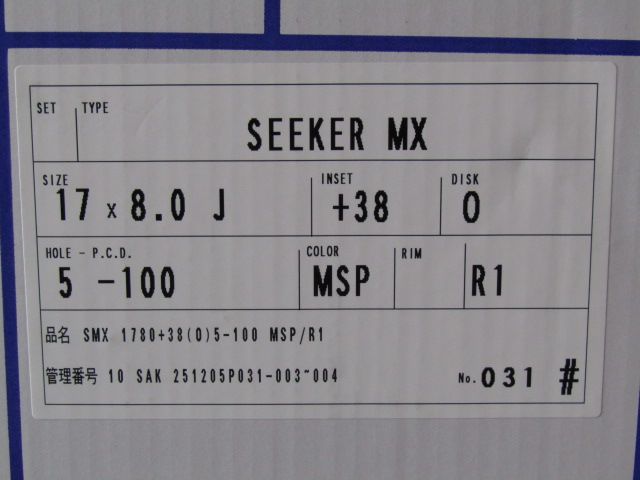 SET TYPE
SEEKER MX
SIZE INSET DISK
17 x 8.0 J +38 0
HOLE - P.C.D. COLOR RIM
5 -100 MSP R1
品名 SMX 1780+38(0)5-100 MSP/R1
管理番号 10 SAK 251205P031-003~004 No.031 #